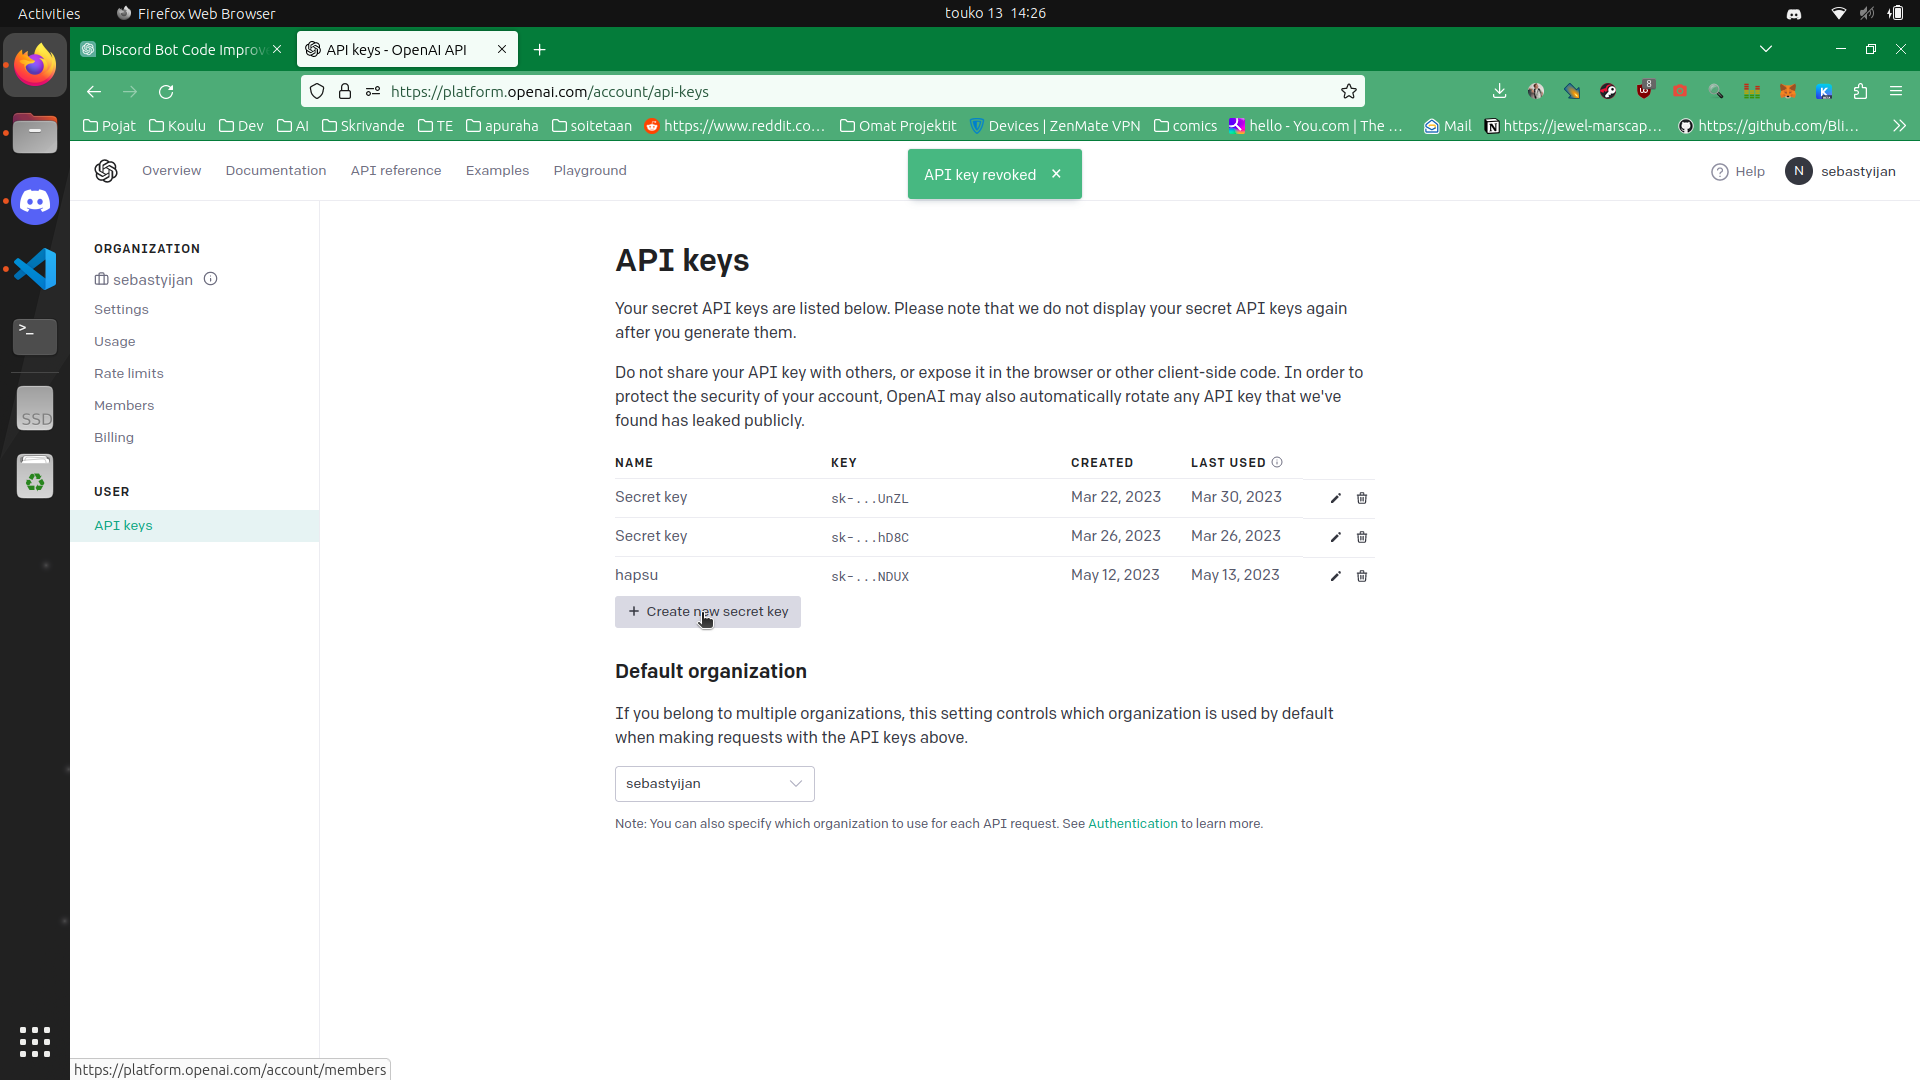 Activities
Firefox Web Browser
touko 13 14:26
Discord Bot Code Improv
API keys - OpenAI API
https://platform.openai.com/account/api-keys
8
Pojat
Koulu
Dev
AI
Skrivande
TE
apuraha
soitetaan
https://www.reddit.co...
Omat Projektit
Devices | ZenMate VPN
comics
hello - You.com | The ...
Mail
https://jewel-marscap...
https://github.com/Bli...
Overview
Documentation
API reference
Examples
Playground
API key revoked
Help
N
sebastyijan
ORGANIZATION
sebastyijan
Settings
Usage
Rate limits
Members
Billing
USER
API keys
API keys
Your secret API keys are listed below. Please note that we do not display your secret API keys again
after you generate them.
Do not share your API key with others, or expose it in the browser or other client-side code. In order to
protect the security of your account, OpenAI may also automatically rotate any API key that we've
found has leaked publicly.
NAME KEY CREATED LAST USED
Secret key sk-...UnZL Mar 22, 2023 Mar 30, 2023
Secret key sk-...hD8C Mar 26, 2023 Mar 26, 2023
hapsu sk-...NDUX May 12, 2023 May 13, 2023
+ Create new secret key
Default organization
If you belong to multiple organizations, this setting controls which organization is used by default
when making requests with the API keys above.
sebastyijan
Note: You can also specify which organization to use for each API request. See Authentication to learn more.
>_
SSD
https://platform.openai.com/account/members